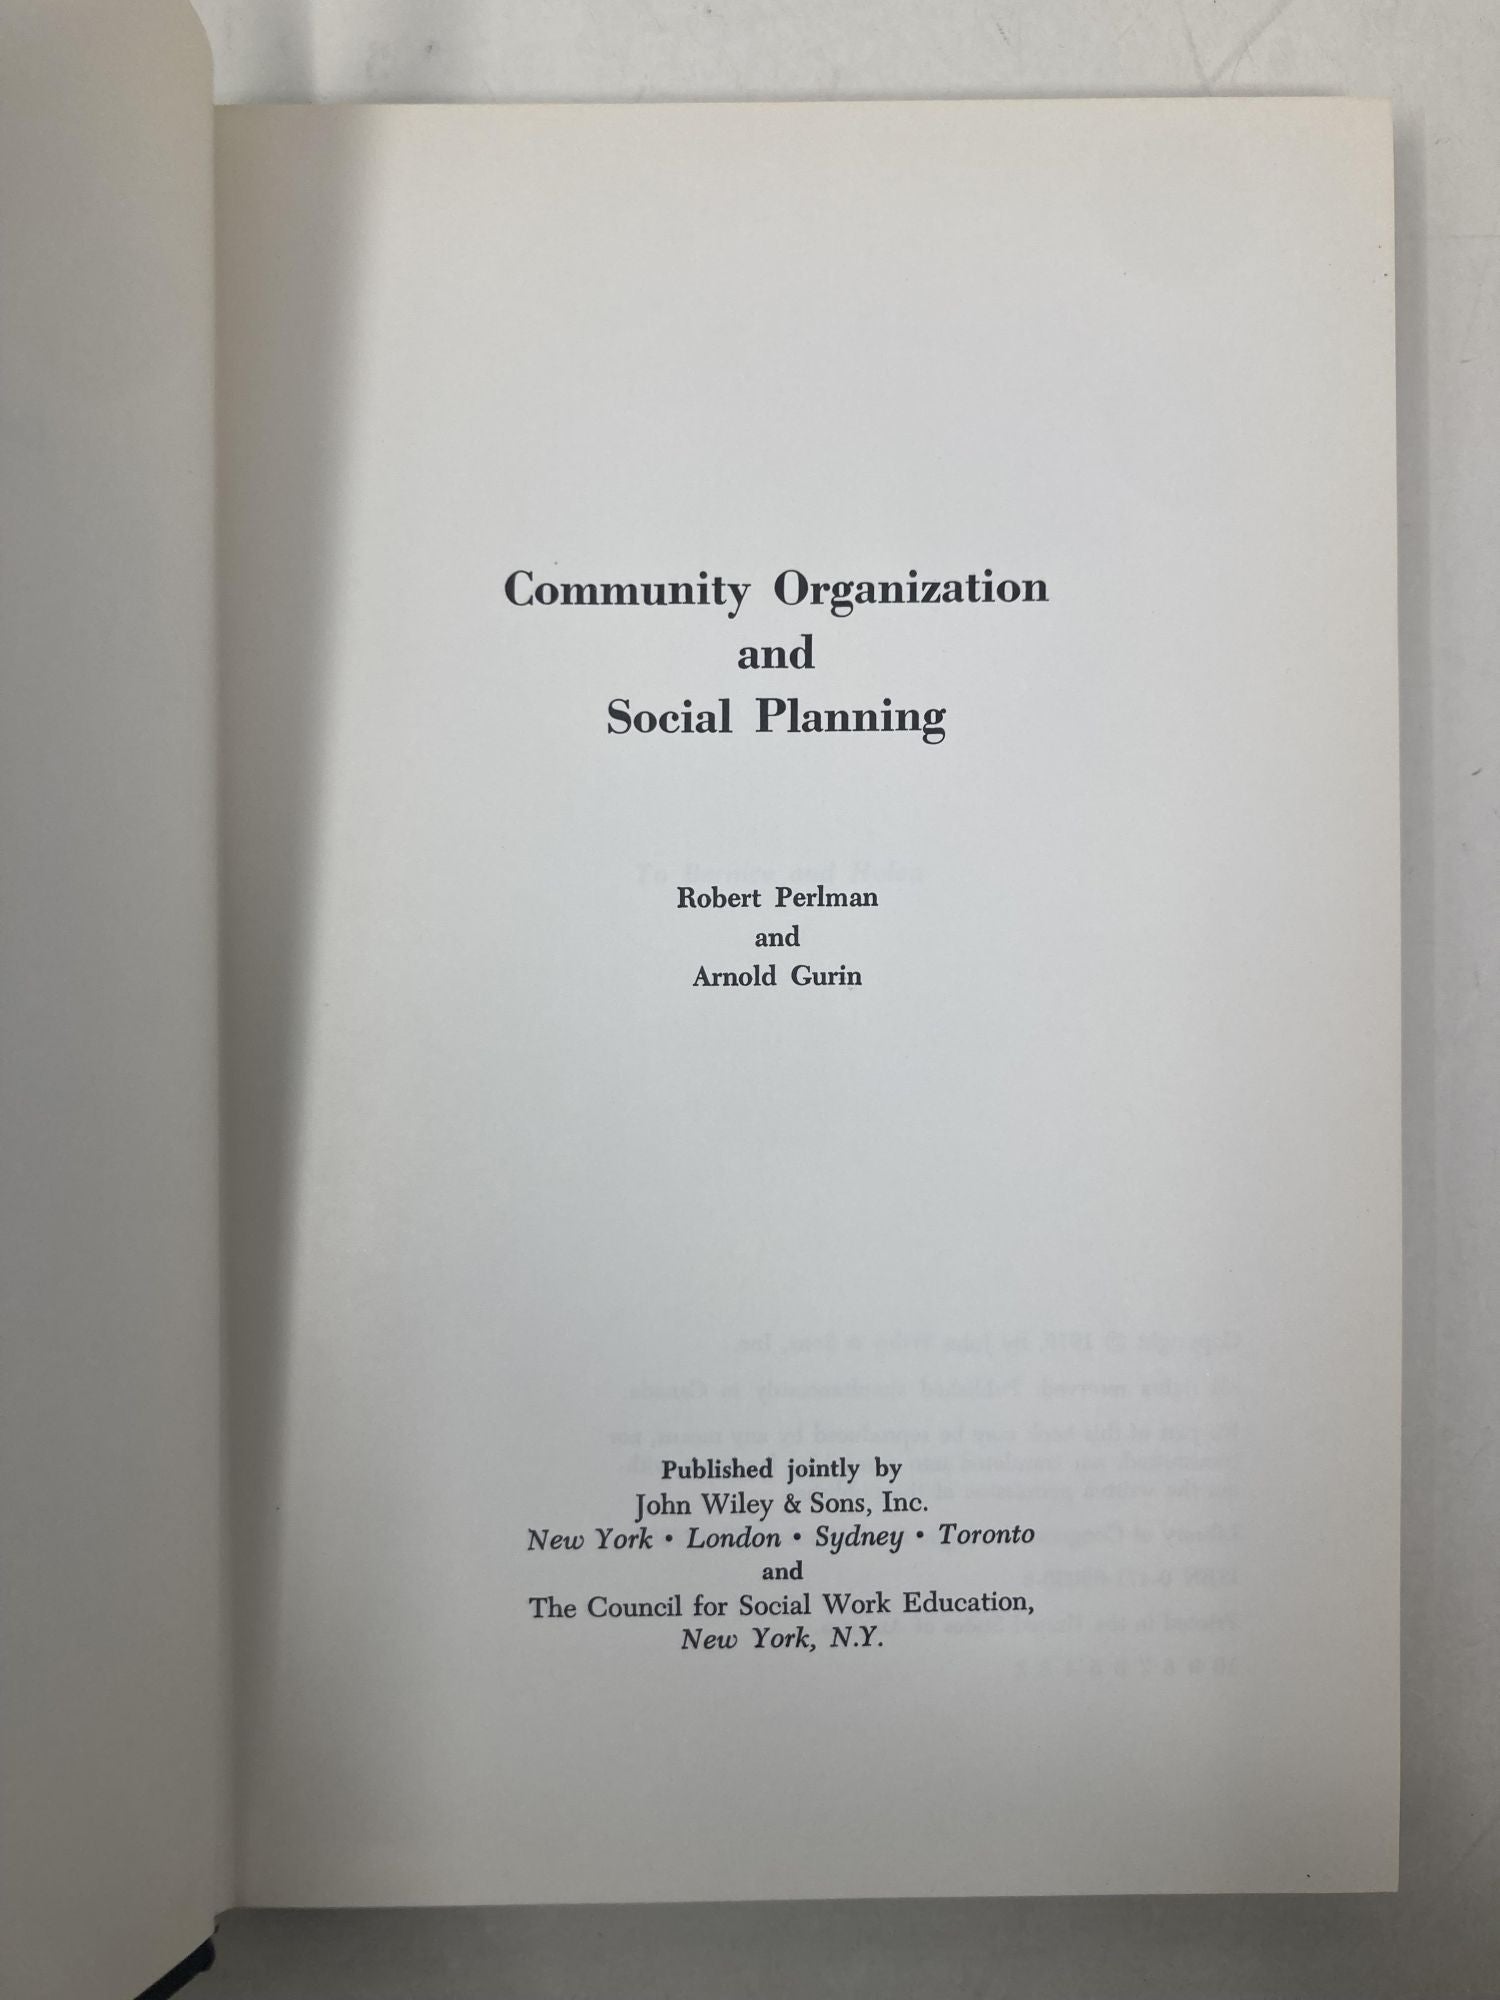 Community Organization
and
Social Planning
Robert Perlman
and
Arnold Gurin
Published jointly by
John Wiley & Sons, Inc.
New York • London • Sydney • Toronto
and
The Council for Social Work Education,
New York, N.Y.